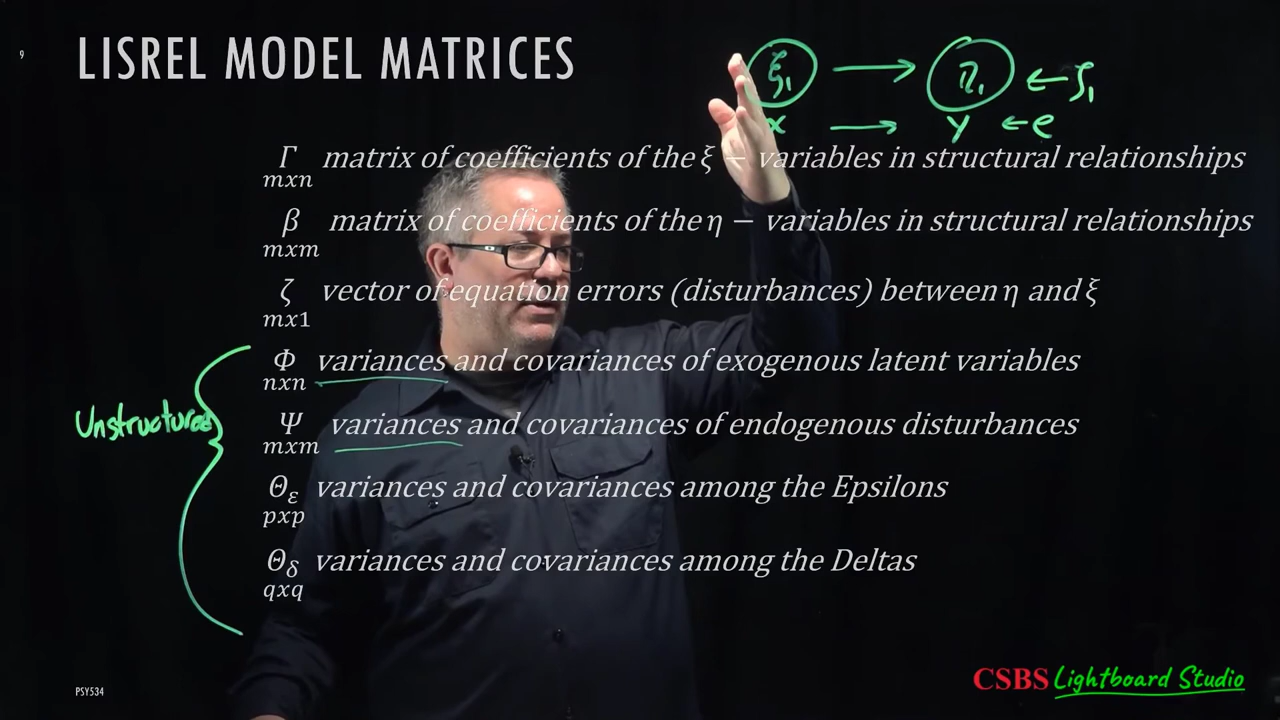 9
LISREL MODEL MATRICES
ξ₁ → η₁ ← ζ₁
x → y ← e
Γ matrix of coefficients of the ξ − variables in structural relationships
mxn
β matrix of coefficients of the η − variables in structural relationships
mxm
ζ vector of equation errors (disturbances) between η and ξ
mx1
Φ variances and covariances of exogenous latent variables
nxn
Unstructured
Ψ variances and covariances of endogenous disturbances
mxm
Θε variances and covariances among the Epsilons
pxp
Θδ variances and covariances among the Deltas
qxq
PSY534
CSBS Lightboard Studio